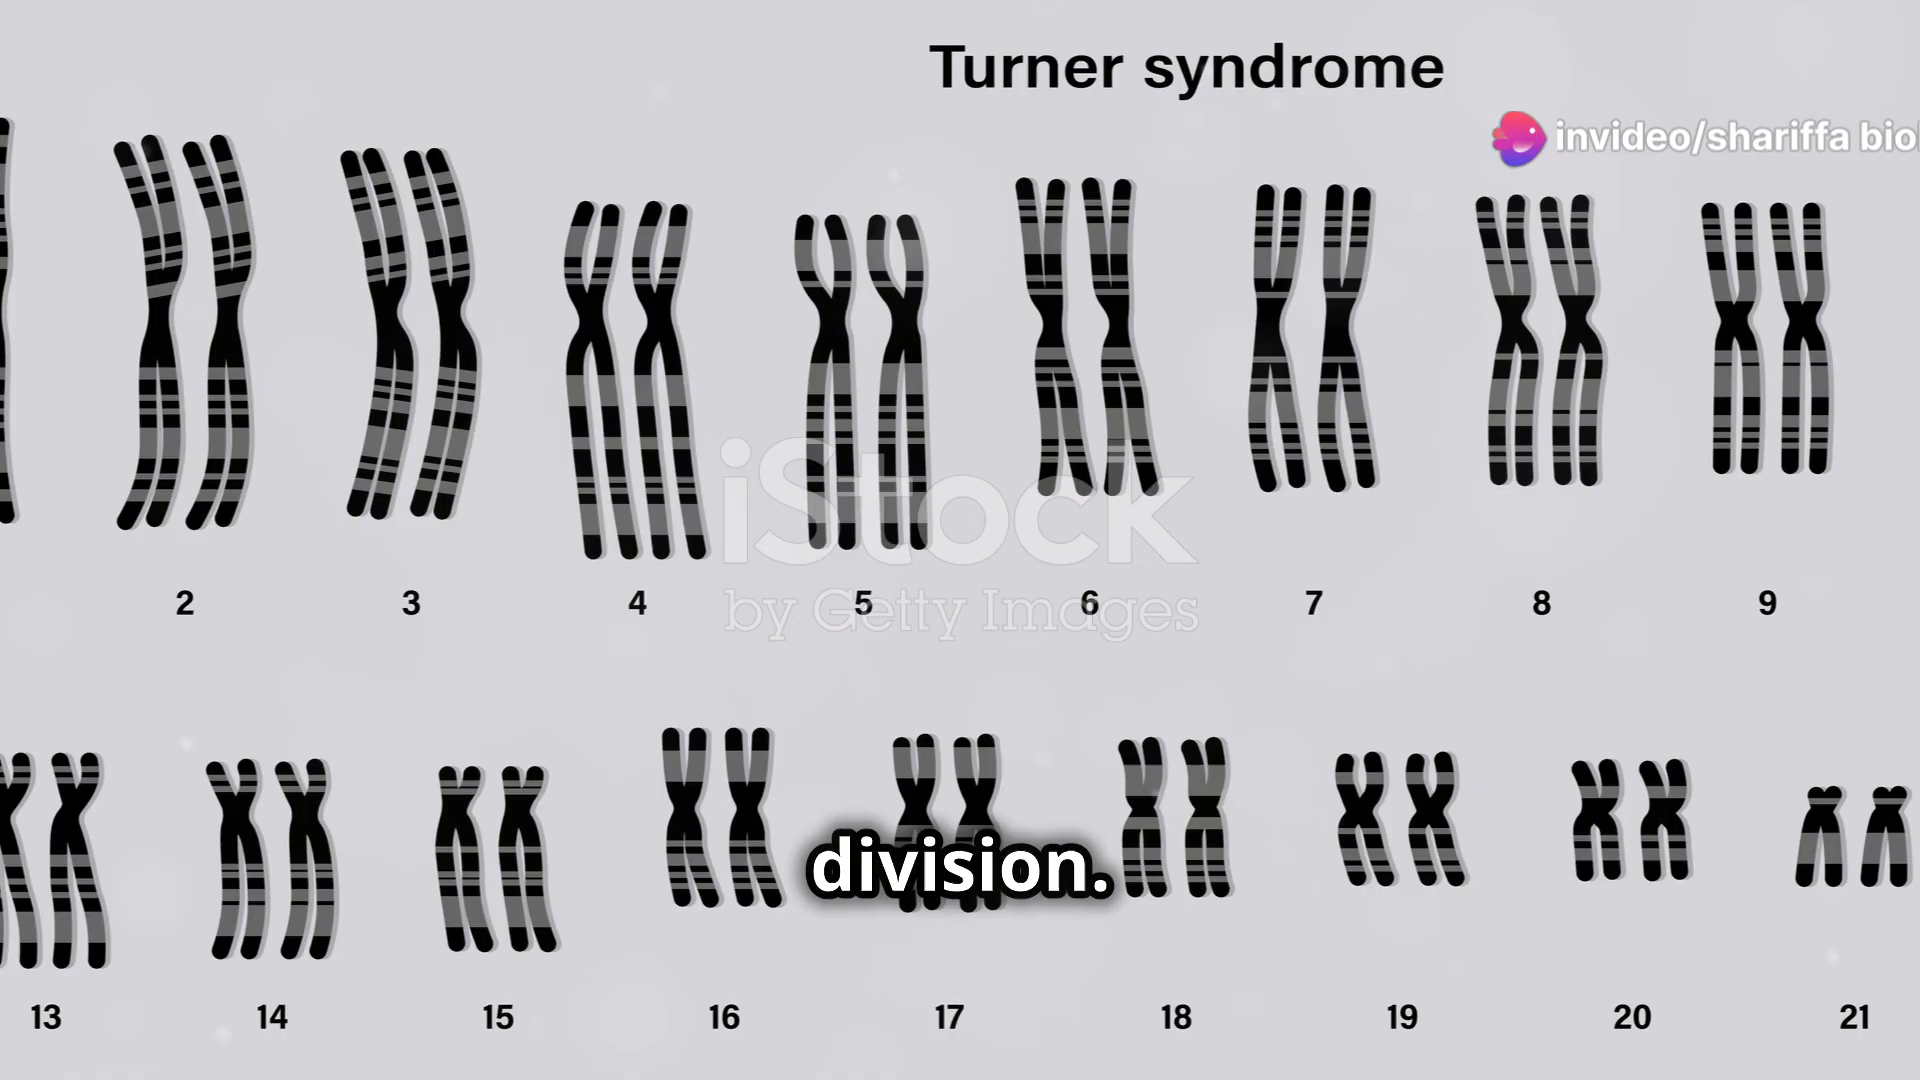 Turner syndrome
invideo/shariffa biol
iStock
by Getty Images
2 3 4 5 6 7 8 9
division.
13 14 15 16 17 18 19 20 21